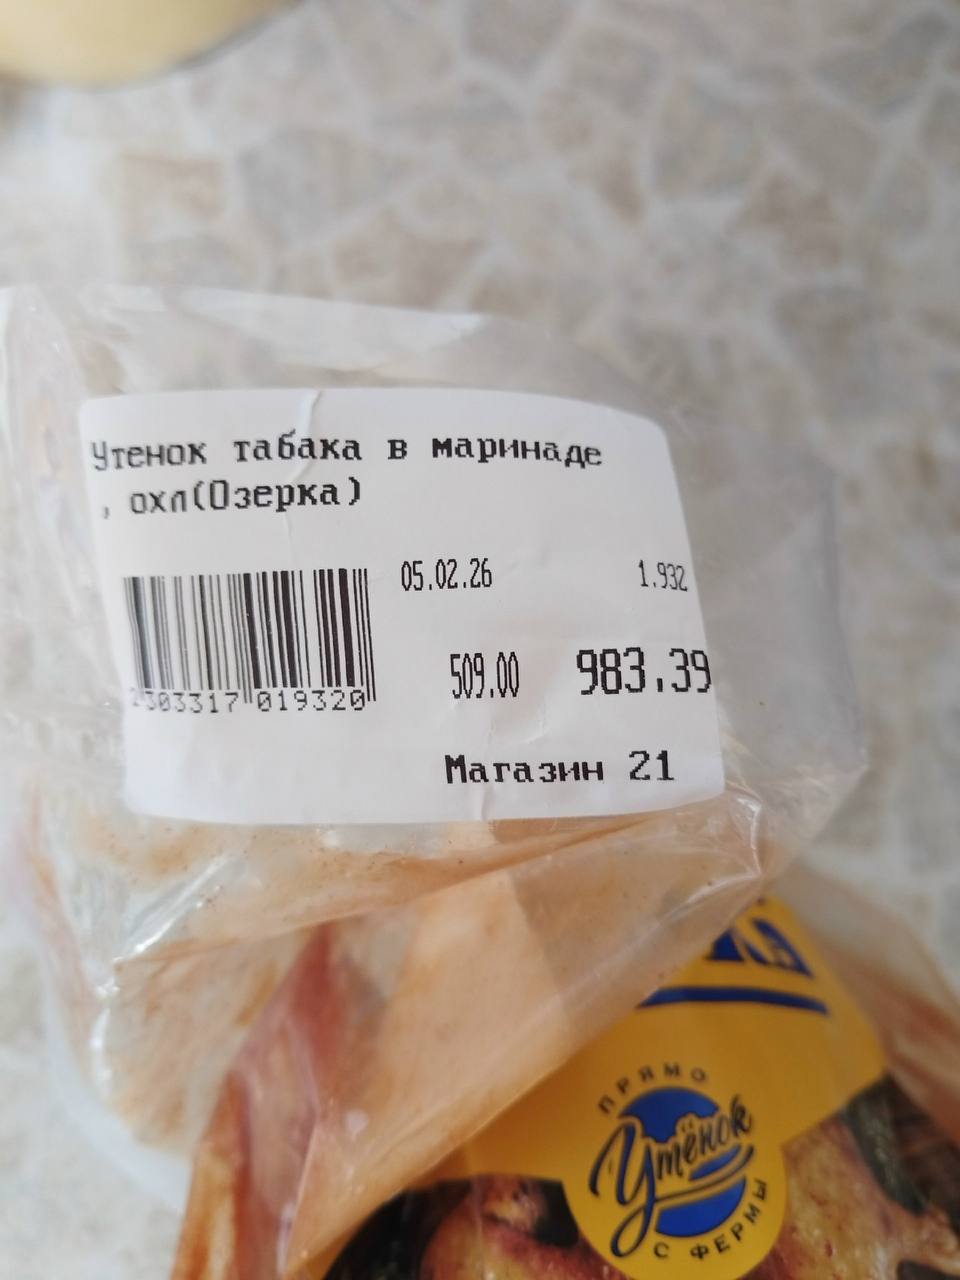 Утенок табака в маринаде
, охл(Озерка)
05.02.26 1.932
2303317 019320
509.00 983.39
Магазин 21
ПРЯМО
Утёнок
С ФЕРМЫ